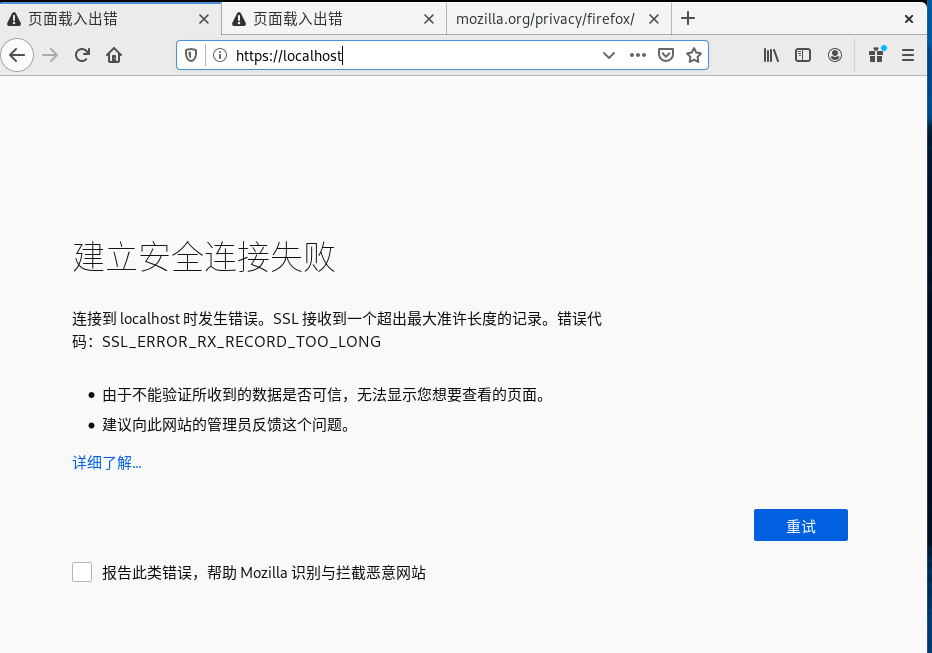 页面载入出错
页面载入出错
mozilla.org/privacy/firefox/
https://localhost
建立安全连接失败
连接到 localhost 时发生错误。SSL 接收到一个超出最大准许长度的记录。错误代
码：SSL_ERROR_RX_RECORD_TOO_LONG
由于不能验证所收到的数据是否可信，无法显示您想要查看的页面。
建议向此网站的管理员反馈这个问题。
详细了解…
重试
报告此类错误，帮助 Mozilla 识别与拦截恶意网站